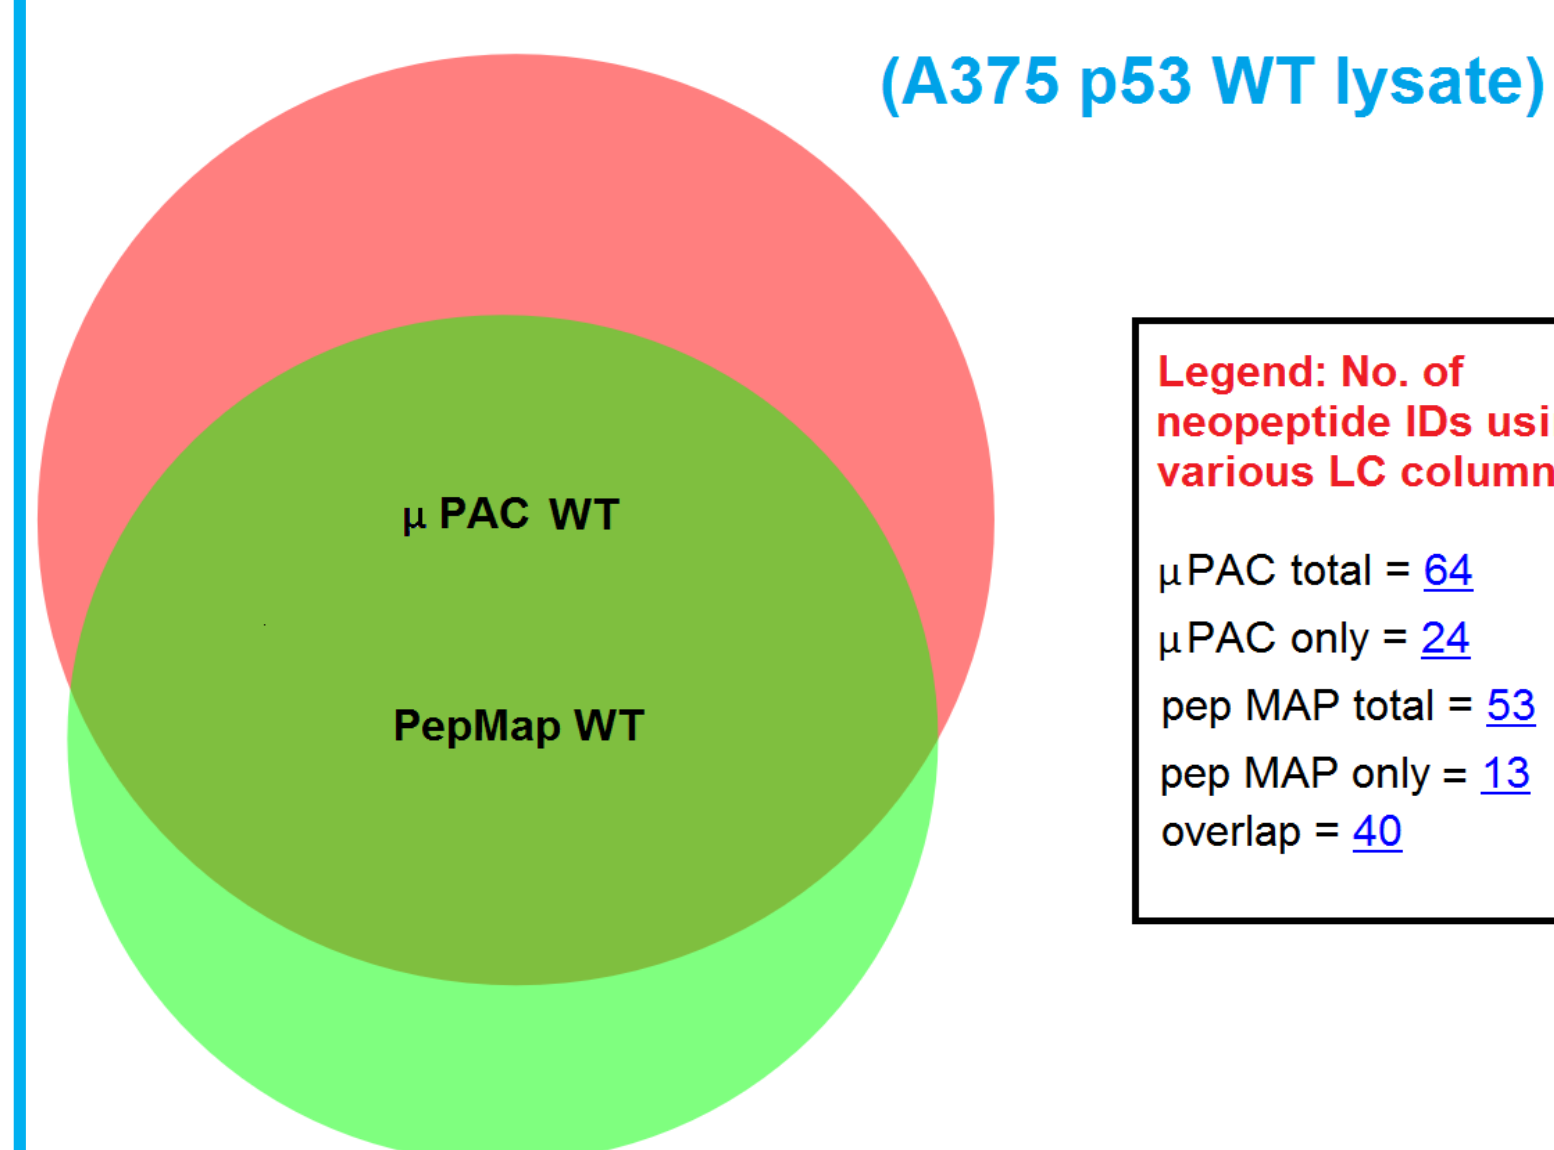 (A375 p53 WT lysate)
μ PAC WT
PepMap WT
Legend: No. of
neopeptide IDs usi
various LC column
μPAC total = 64
μPAC only = 24
pep MAP total = 53
pep MAP only = 13
overlap = 40